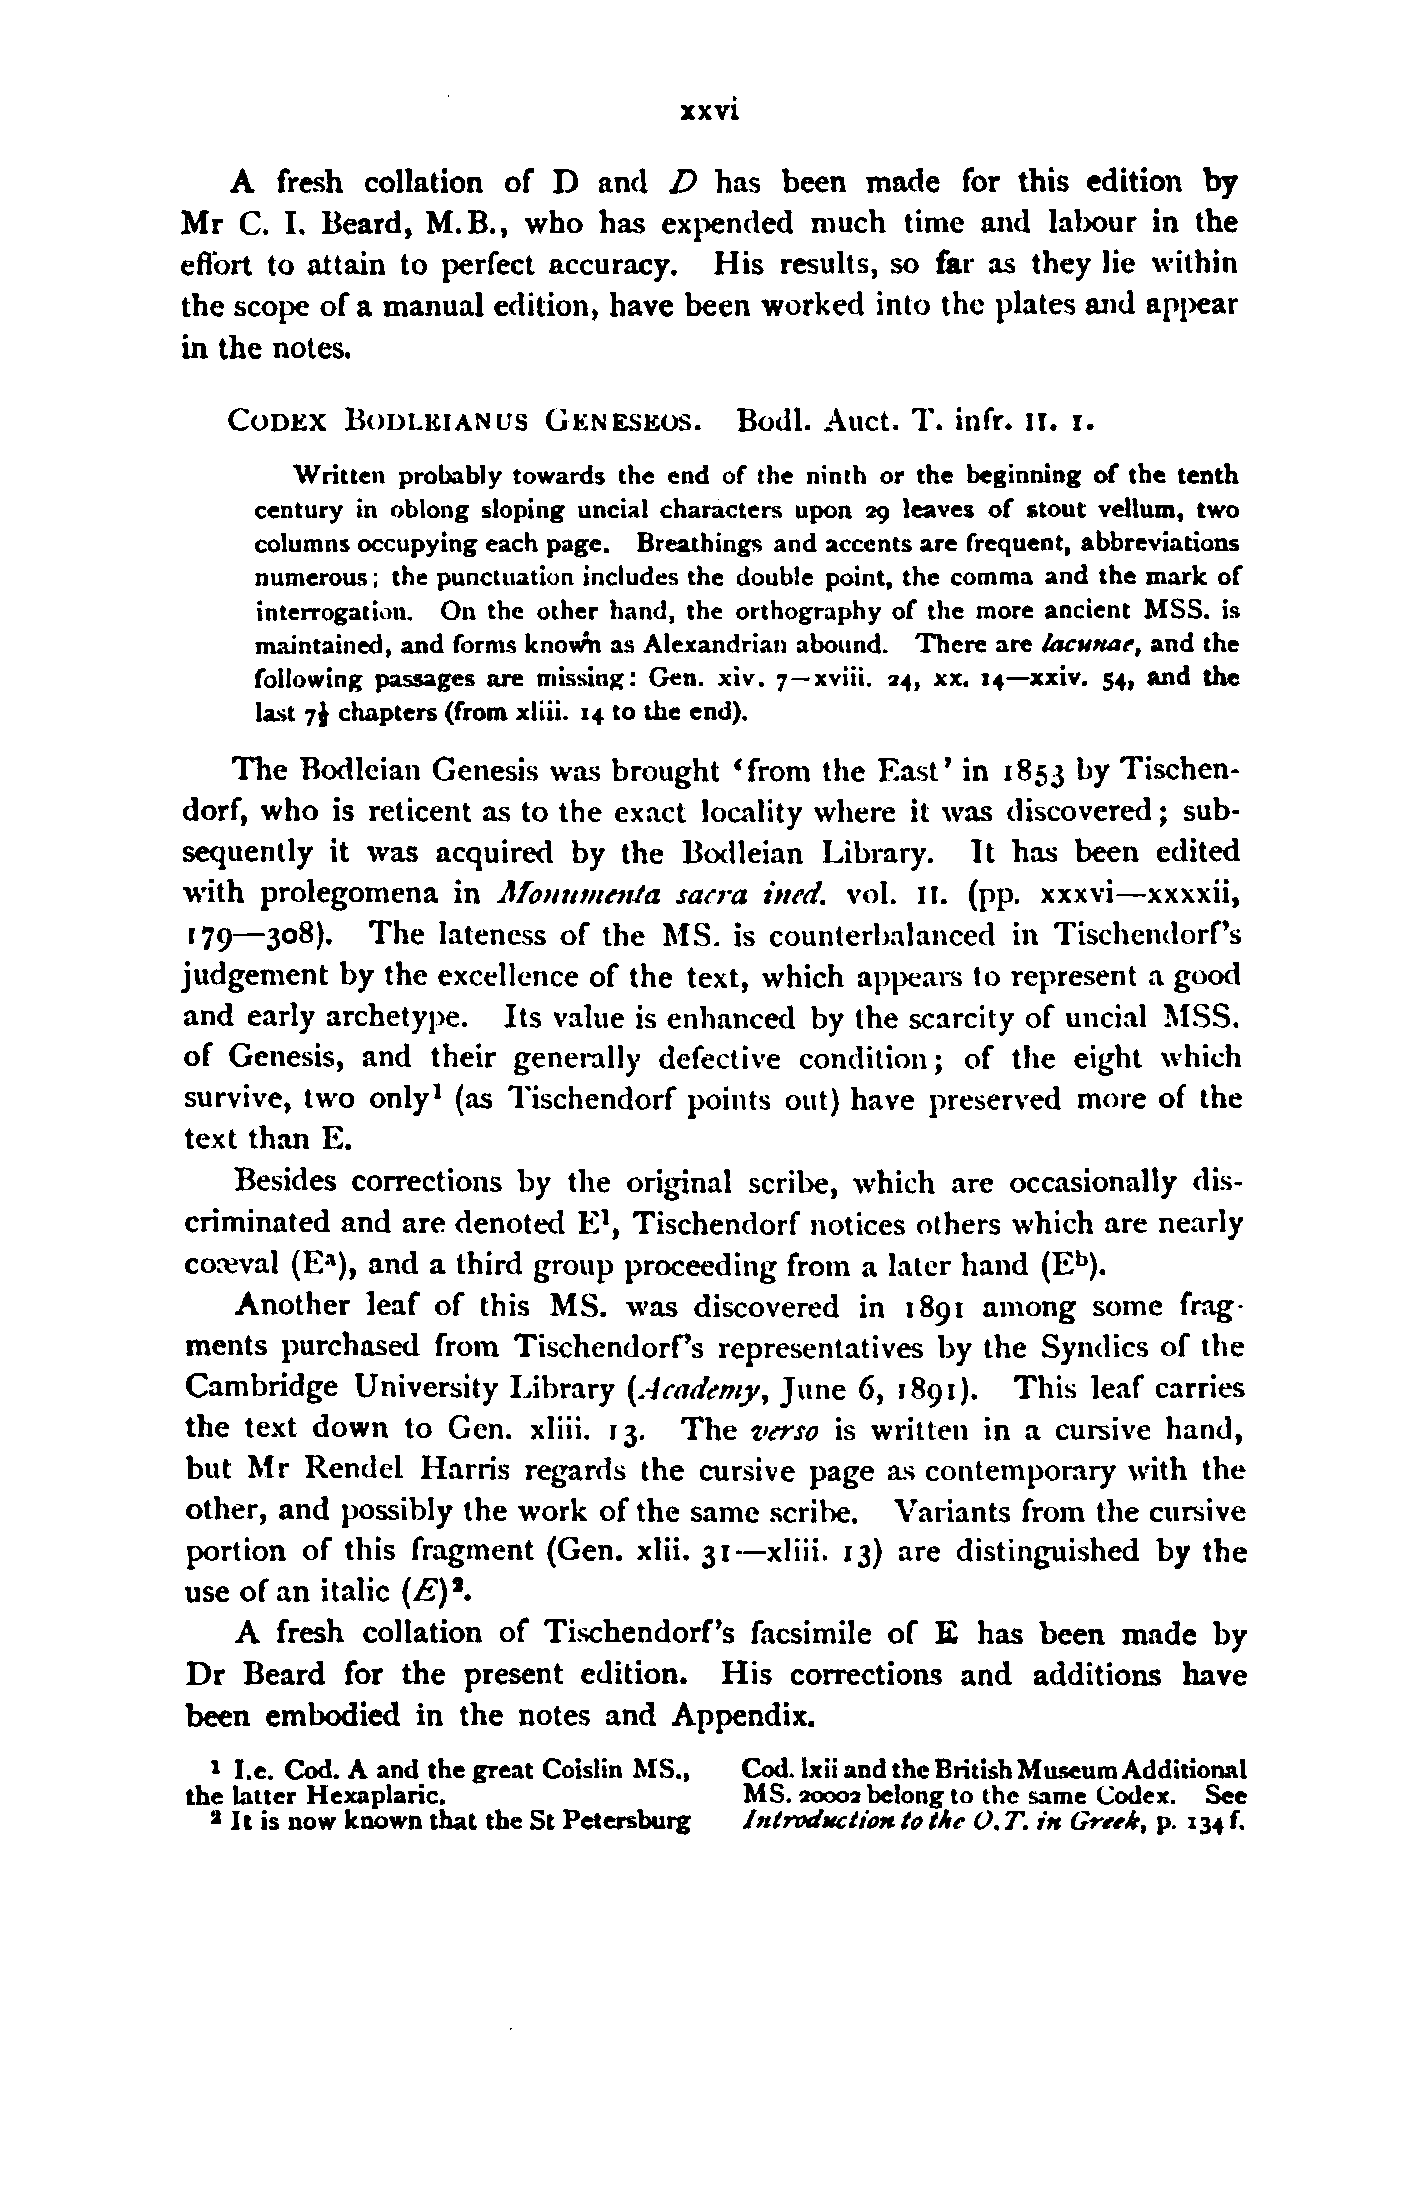 xxvi
A fresh collation of D and D has been made for this edition by
Mr C. I. Beard, M.B., who has expended much time and labour in the
effort to attain to perfect accuracy. His results, so far as they lie within
the scope of a manual edition, have been worked into the plates and appear
in the notes.
CODEX BODLEIANUS GENESEOS. Bodl. Auct. T. infr. II. 1.
Written probably towards the end of the ninth or the beginning of the tenth
century in oblong sloping uncial characters upon 29 leaves of stout vellum, two
columns occupying each page. Breathings and accents are frequent, abbreviations
numerous; the punctuation includes the double point, the comma and the mark of
interrogation. On the other hand, the orthography of the more ancient MSS. is
maintained, and forms known as Alexandrian abound. There are lacunae, and the
following passages are missing: Gen. xiv. 7—xviii. 24, xx. 14—xxiv. 54, and the
last 7½ chapters (from xliii. 14 to the end).
The Bodleian Genesis was brought ‘from the East’ in 1853 by Tischen-
dorf, who is reticent as to the exact locality where it was discovered; sub-
sequently it was acquired by the Bodleian Library. It has been edited
with prolegomena in Monumenta sacra ined. vol. II. (pp. xxxvi—xxxxii,
179—308). The lateness of the MS. is counterbalanced in Tischendorf's
judgement by the excellence of the text, which appears to represent a good
and early archetype. Its value is enhanced by the scarcity of uncial MSS.
of Genesis, and their generally defective condition; of the eight which
survive, two only¹ (as Tischendorf points out) have preserved more of the
text than E.
Besides corrections by the original scribe, which are occasionally dis-
criminated and are denoted E¹, Tischendorf notices others which are nearly
coæval (Eᵃ), and a third group proceeding from a later hand (Eᵇ).
Another leaf of this MS. was discovered in 1891 among some frag-
ments purchased from Tischendorf's representatives by the Syndics of the
Cambridge University Library (Academy, June 6, 1891). This leaf carries
the text down to Gen. xliii. 13. The verso is written in a cursive hand,
but Mr Rendel Harris regards the cursive page as contemporary with the
other, and possibly the work of the same scribe. Variants from the cursive
portion of this fragment (Gen. xlii. 31—xliii. 13) are distinguished by the
use of an italic (E)².
A fresh collation of Tischendorf's facsimile of E has been made by
Dr Beard for the present edition. His corrections and additions have
been embodied in the notes and Appendix.
¹ I.e. Cod. A and the great Coislin MS.,
the latter Hexaplaric.
² It is now known that the St Petersburg
Cod. lxii and the British Museum Additional
MS. 20002 belong to the same Codex. See
Introduction to the O.T. in Greek, p. 134 f.